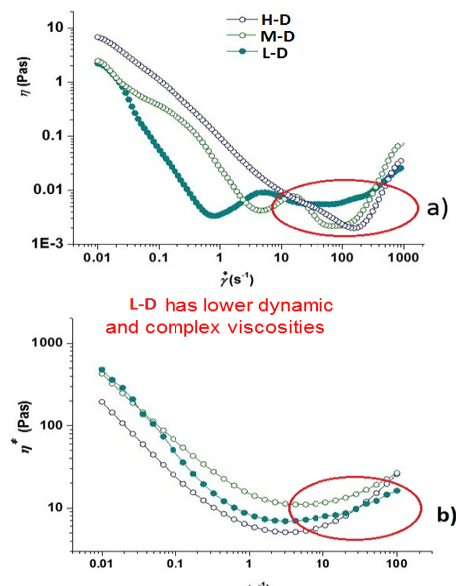 H-D
M-D
L-D
η (Pas)
10
1
0.1
0.01
1E-3
0.01 0.1 1 10 100 1000
a)
γ̇ (s⁻¹)
L-D has lower dynamic
and complex viscosities
η* (Pas)
1000
100
10
0.01 0.1 1 10 100
b)